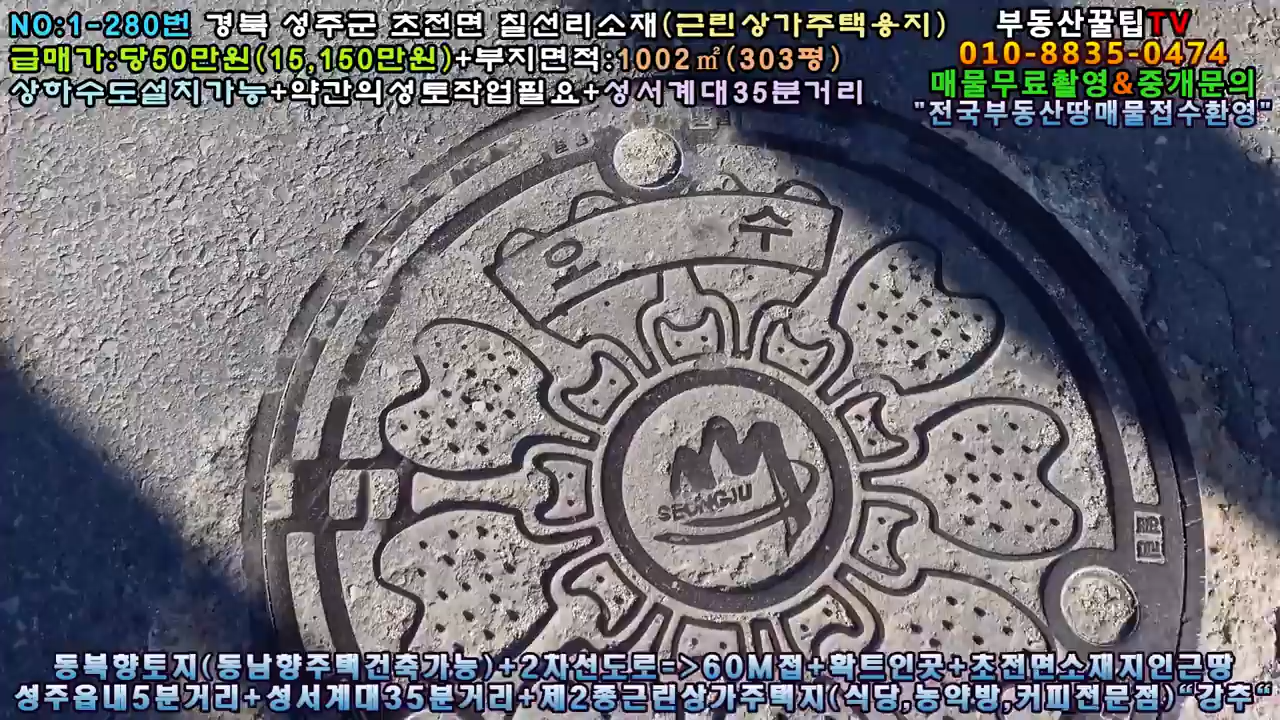 NO:1-280번 경북 성주군 초전면 칠선리소재(근린상가주택용지)
급매가:당50만원(15,150만원)+부지면적:1002㎡(303평)
상하수도설치가능+약간의성토작업필요+성서계대35분거리
부동산꿀팁TV
010-8835-0474
매물무료촬영&중개문의
"전국부동산땅매물접수환영"
오 수
SEUNGJU
동북향토지(동남향주택건축가능)+2차선도로=>60M접+확트인곳+초전면소재지인근땅
성주읍내5분거리+성서계대35분거리+제2종근린상가주택지(식당,농악방,커피전문점)“강추“